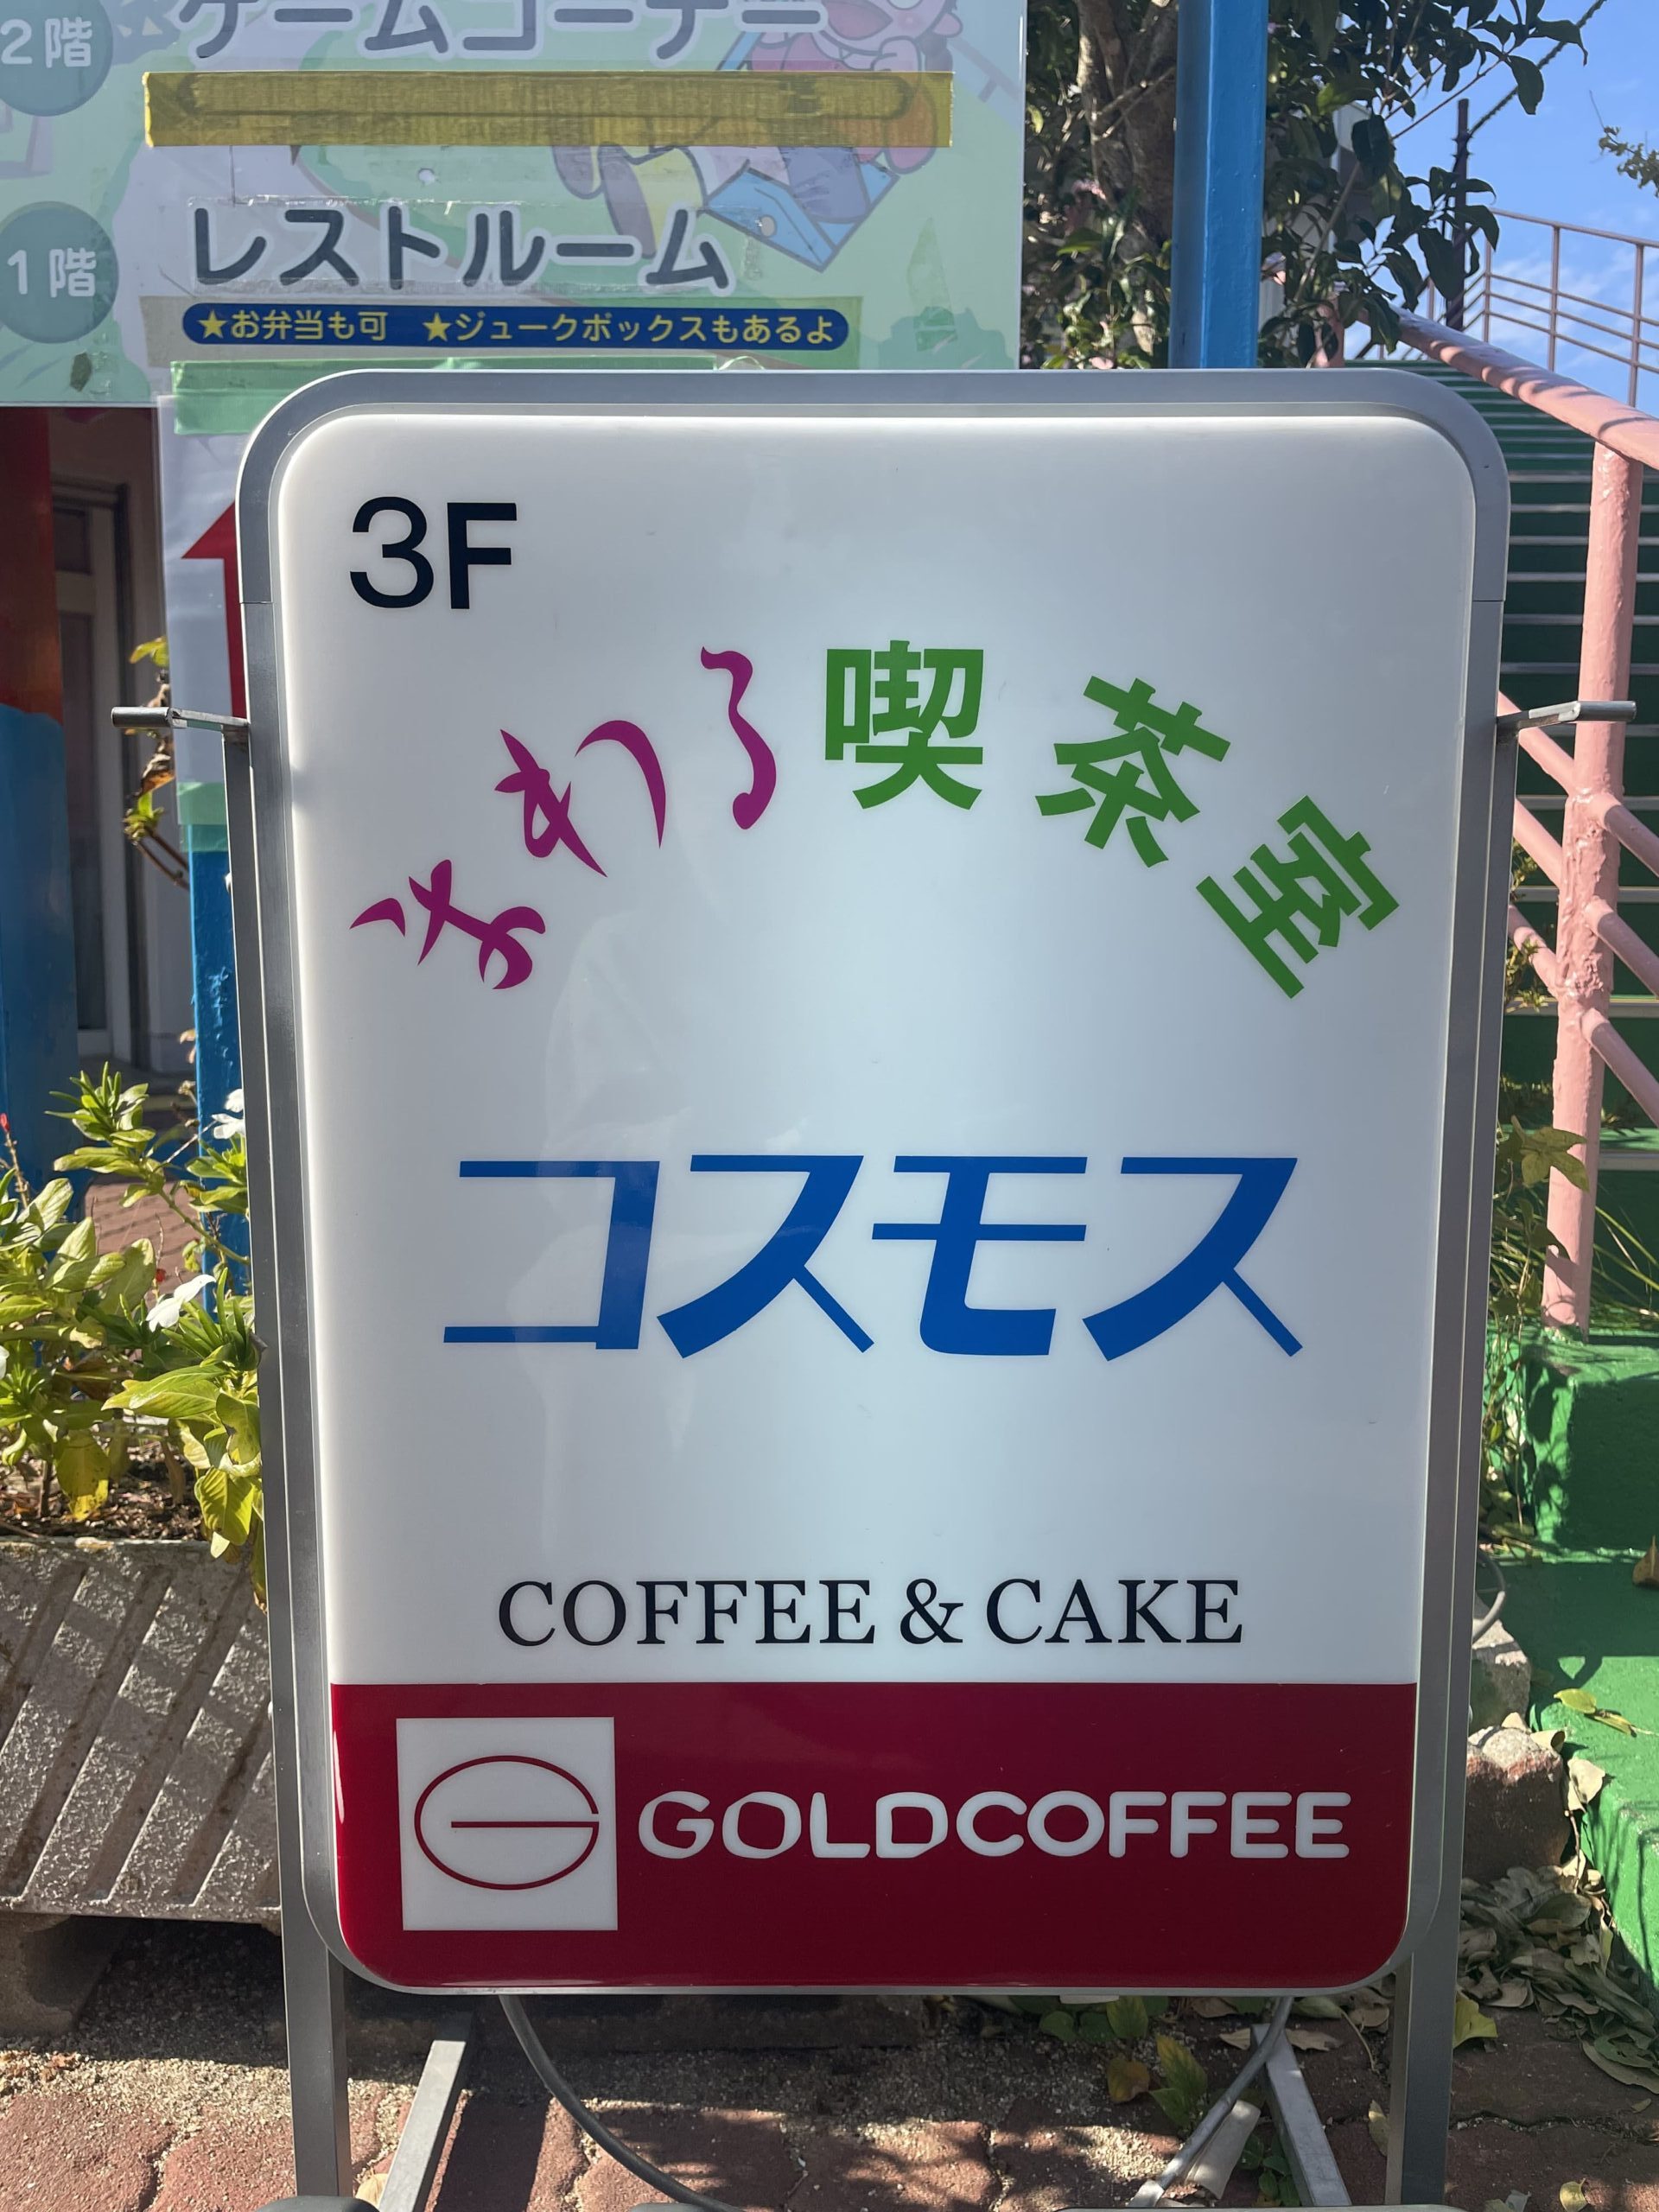 2階
ゲームコーナー
1階
レストルーム
★お弁当も可 ★ジュークボックスもあるよ
3F
まわる喫茶室
コスモス
COFFEE & CAKE
GOLDCOFFEE